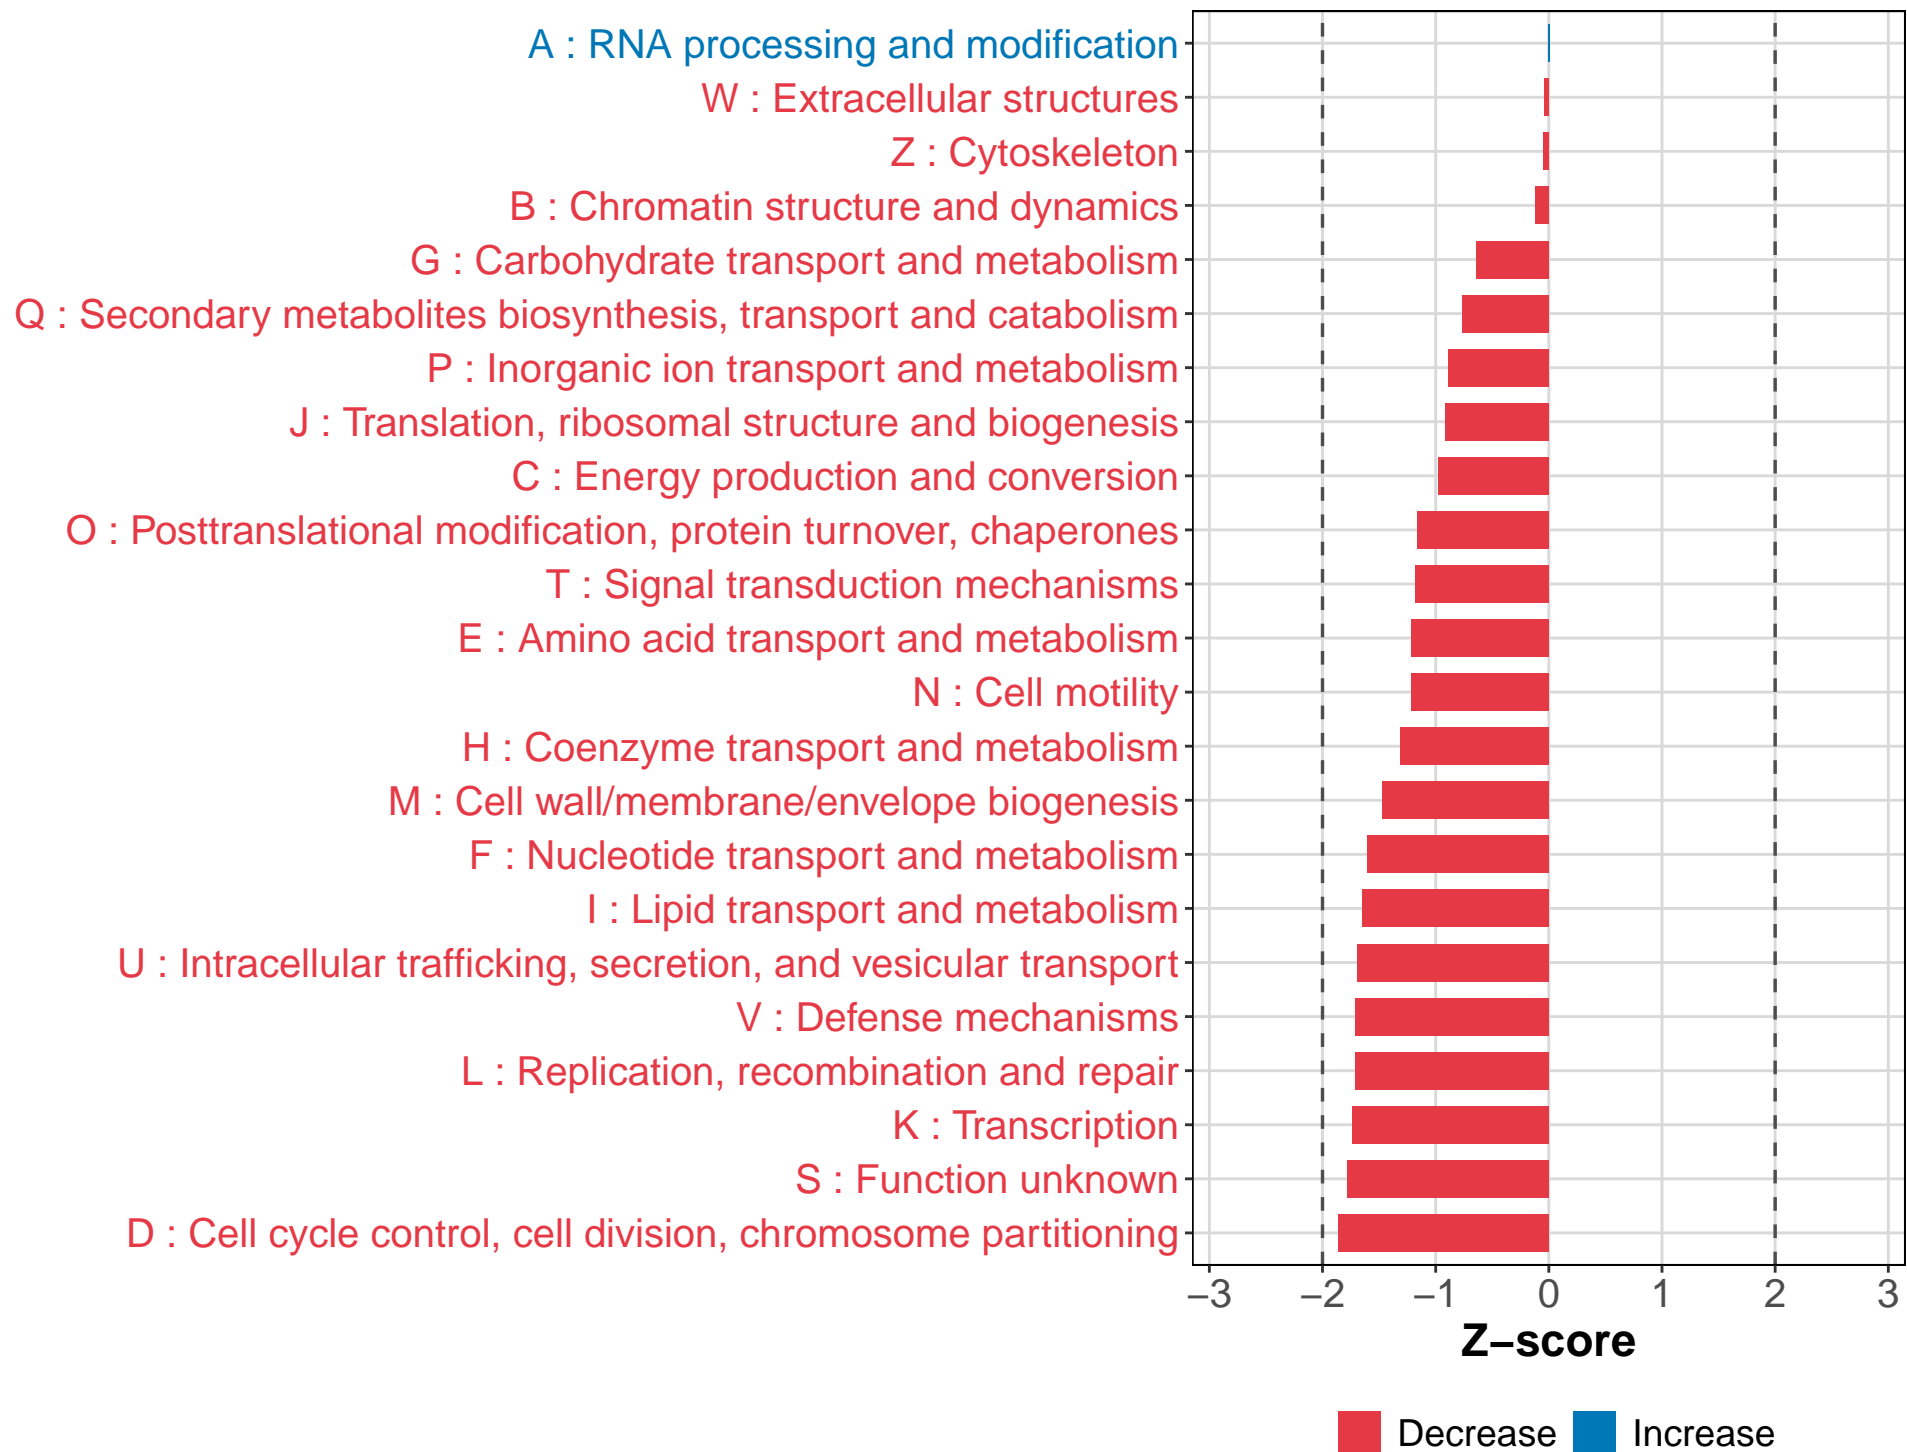 A : RNA processing and modification
W : Extracellular structures
Z : Cytoskeleton
B : Chromatin structure and dynamics
G : Carbohydrate transport and metabolism
Q : Secondary metabolites biosynthesis, transport and catabolism
P : Inorganic ion transport and metabolism
J : Translation, ribosomal structure and biogenesis
C : Energy production and conversion
O : Posttranslational modification, protein turnover, chaperones
T : Signal transduction mechanisms
E : Amino acid transport and metabolism
N : Cell motility
H : Coenzyme transport and metabolism
M : Cell wall/membrane/envelope biogenesis
F : Nucleotide transport and metabolism
I : Lipid transport and metabolism
U : Intracellular trafficking, secretion, and vesicular transport
V : Defense mechanisms
L : Replication, recombination and repair
K : Transcription
S : Function unknown
D : Cell cycle control, cell division, chromosome partitioning
−3 −2 −1 0 1 2 3
Z−score
Decrease Increase